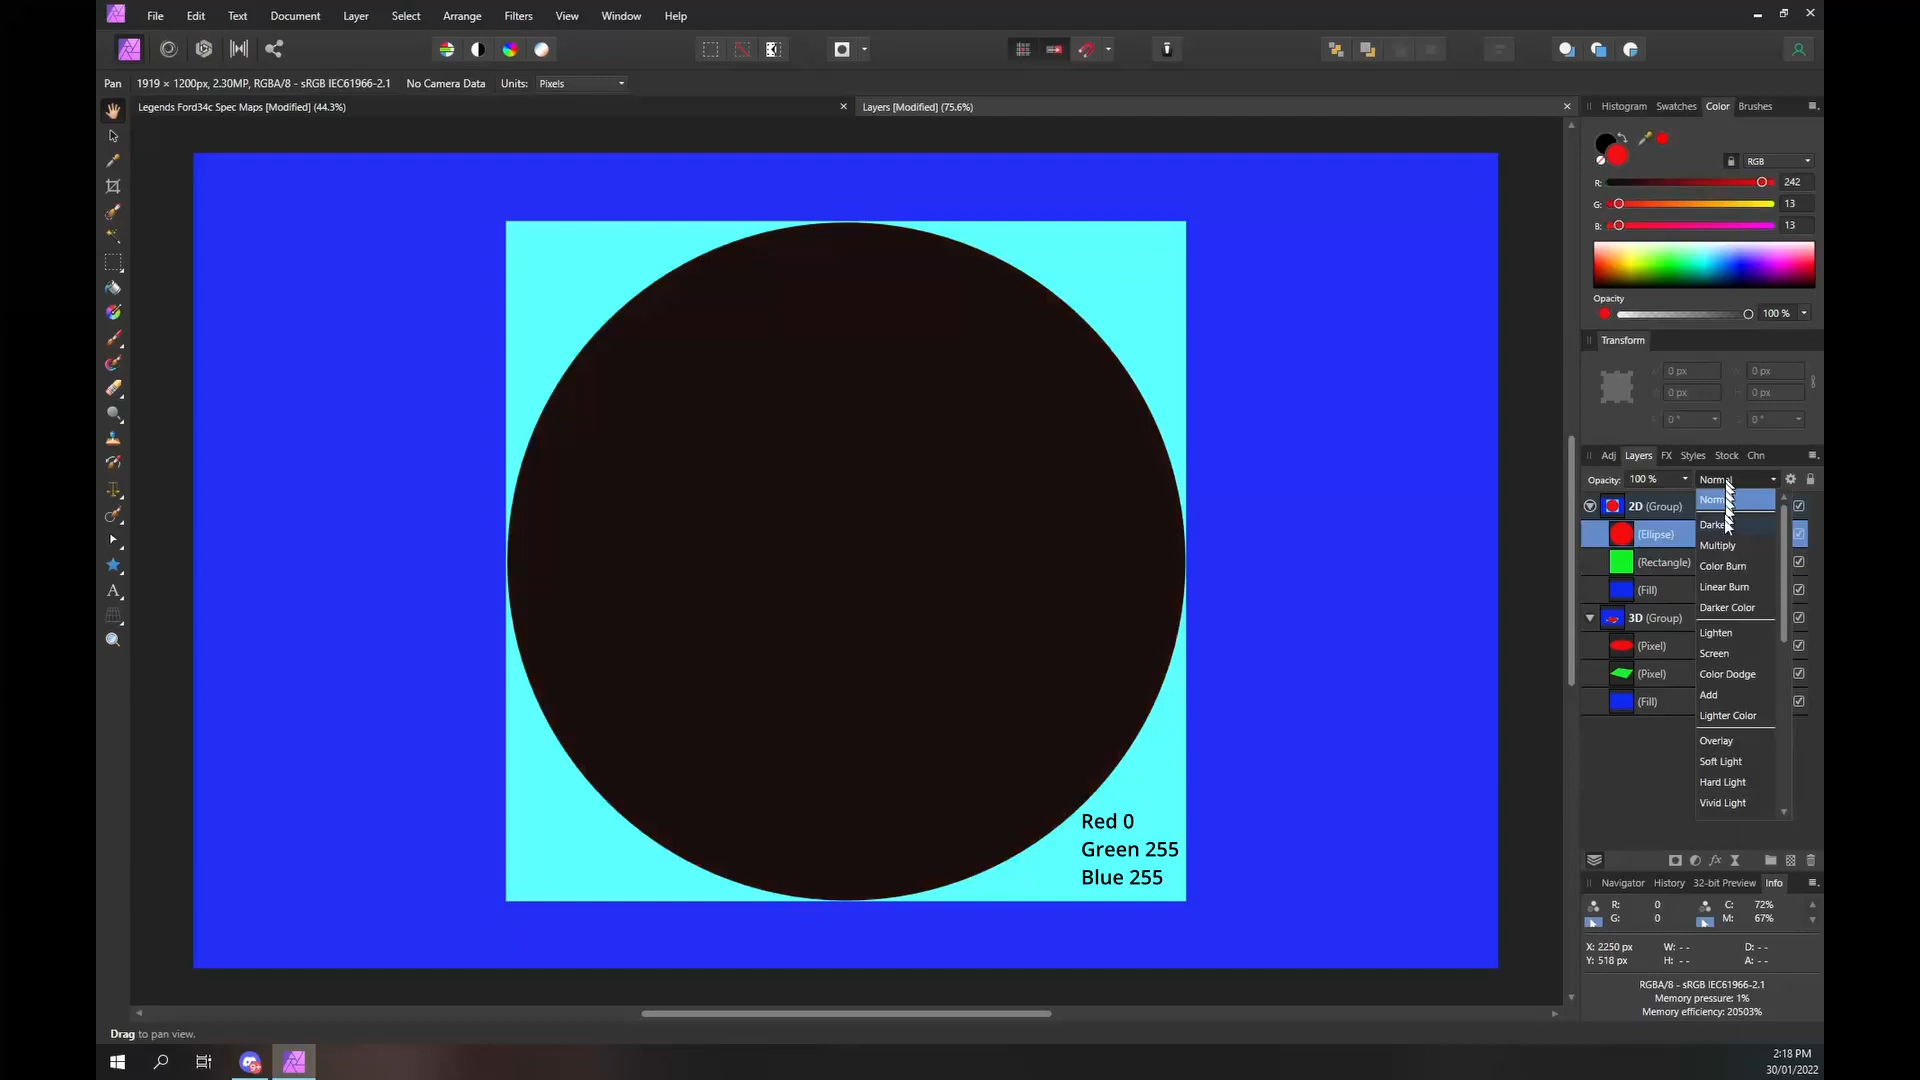 File Edit Text Document Layer Select Arrange Filters View Window Help
Pan 1919 × 1200px, 2.30MP, RGBA/8 - sRGB IEC61966-2.1 No Camera Data Units: Pixels
Legends Ford34c Spec Maps [Modified] (44.3%) Layers [Modified] (75.6%)
Histogram Swatches Color Brushes
RGB
R: 242
G: 13
B: 13
Opacity
100 %
Transform
0 px 0 px
0 px 0 px
0 ° 0 °
Adj Layers FX Styles Stock Chn
Opacity: 100 % Normal
2D (Group)
(Ellipse)
(Rectangle)
(Fill)
3D (Group)
(Pixel)
(Pixel)
(Fill)
Multiply
Color Burn
Linear Burn
Darker Color
Lighten
Screen
Color Dodge
Add
Lighter Color
Overlay
Soft Light
Hard Light
Vivid Light
Red 0
Green 255
Blue 255
Navigator History 32-bit Preview Info
R: 0 C: 72%
G: 0 M: 67%
X: 2250 px W: - - D: - -
Y: 518 px H: - - A: - -
RGBA/8 - sRGB IEC61966-2.1
Memory pressure: 1%
Memory efficiency: 20503%
Drag to pan view.
9+
2:18 PM
30/01/2022